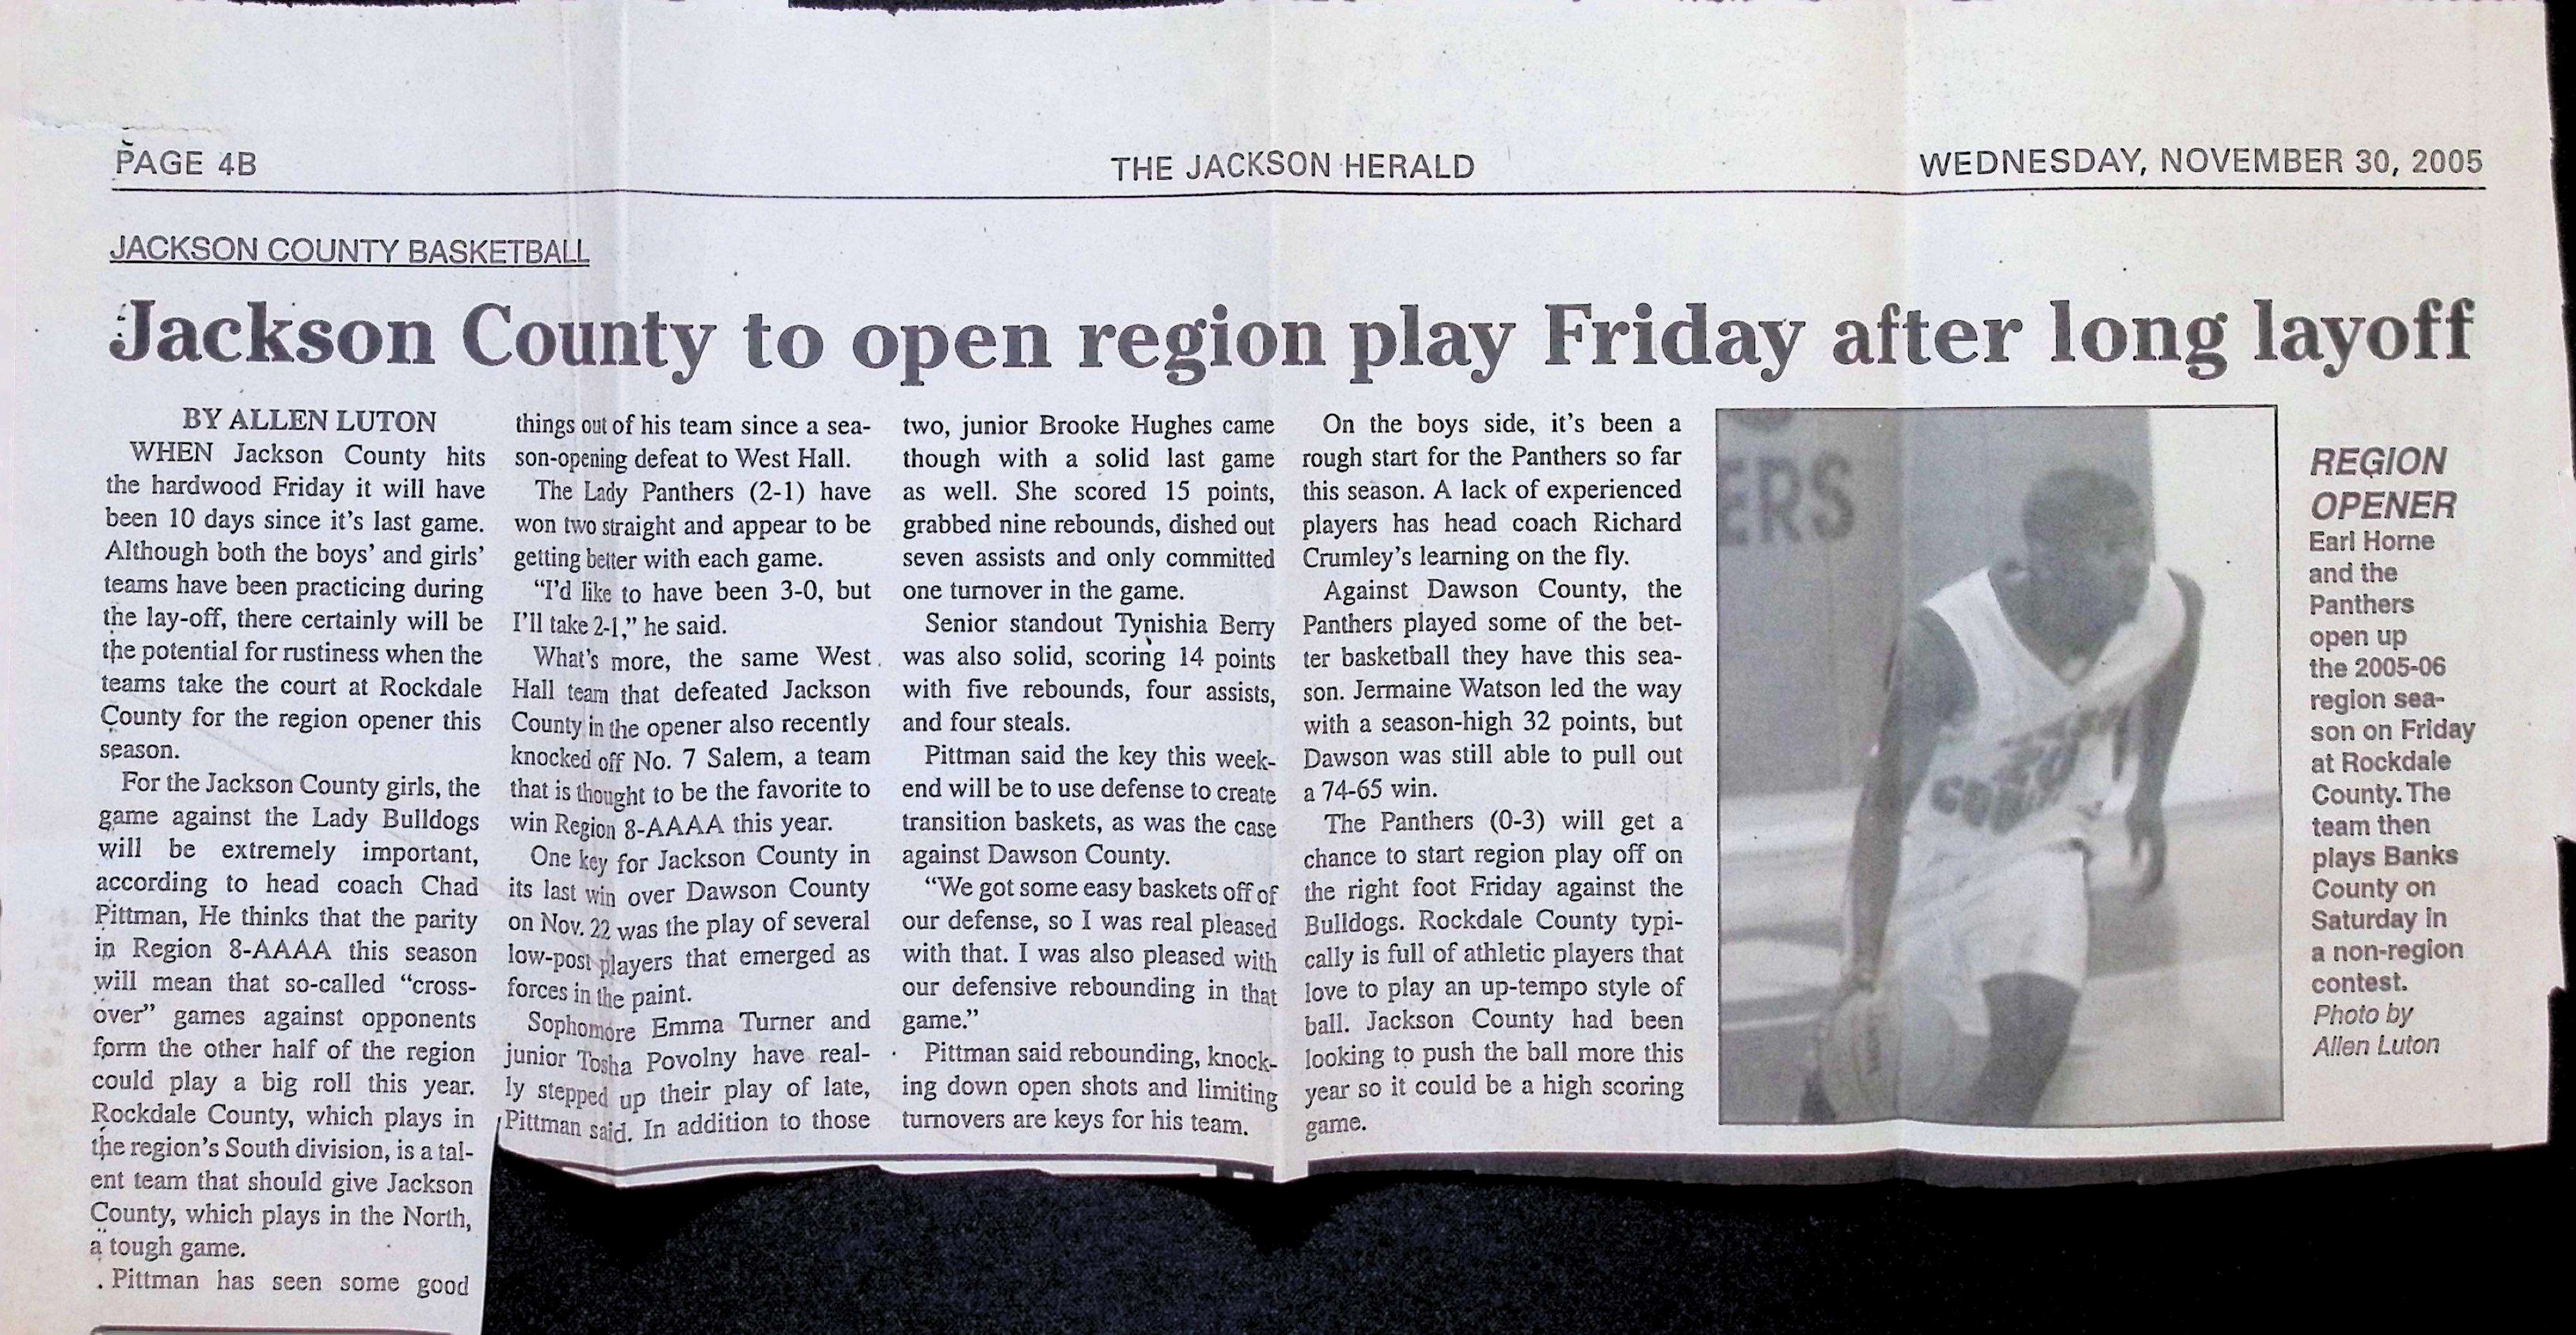 PAGE 4B
THE JACKSON HERALD
WEDNESDAY, NOVEMBER 30, 2005
JACKSON COUNTY BASKETBALL
Jackson County to open region play Friday after long layoff
BY ALLEN LUTON
WHEN Jackson County hits
the hardwood Friday it will have
been 10 days since it's last game.
Although both the boys' and girls'
teams have been practicing during
the lay-off, there certainly will be
the potential for rustiness when the
teams take the court at Rockdale
County for the region opener this
season.
For the Jackson County girls, the
game against the Lady Bulldogs
will be extremely important,
according to head coach Chad
Pittman, He thinks that the parity
in Region 8-AAAA this season
will mean that so-called “cross-
over” games against opponents
form the other half of the region
could play a big roll this year.
Rockdale County, which plays in
the region's South division, is a tal-
ent team that should give Jackson
County, which plays in the North,
a tough game.
Pittman has seen some good
things out of his team since a sea-
son-opening defeat to West Hall.
The Lady Panthers (2-1) have
won two straight and appear to be
getting better with each game.
“I'd like to have been 3-0, but
I'll take 2-1,” he said.
What's more, the same West
Hall team that defeated Jackson
County in the opener also recently
knocked off No. 7 Salem, a team
that is thought to be the favorite to
win Region 8-AAAA this year.
One key for Jackson County in
its last win over Dawson County
on Nov. 22 was the play of several
low-post players that emerged as
forces in the paint.
Sophomore Emma Turner and
junior Tosha Povolny have real-
ly stepped up their play of late,
Pittman said. In addition to those
two, junior Brooke Hughes came
though with a solid last game
as well. She scored 15 points,
grabbed nine rebounds, dished out
seven assists and only committed
one turnover in the game.
Senior standout Tynishia Berry
was also solid, scoring 14 points
with five rebounds, four assists,
and four steals.
Pittman said the key this week-
end will be to use defense to create
transition baskets, as was the case
against Dawson County.
“We got some easy baskets off of
our defense, so I was real pleased
with that. I was also pleased with
our defensive rebounding in that
game.”
Pittman said rebounding, knock-
ing down open shots and limiting
turnovers are keys for his team.
On the boys side, it's been a
rough start for the Panthers so far
this season. A lack of experienced
players has head coach Richard
Crumley's learning on the fly.
Against Dawson County, the
Panthers played some of the bet-
ter basketball they have this sea-
son. Jermaine Watson led the way
with a season-high 32 points, but
Dawson was still able to pull out
a 74-65 win.
The Panthers (0-3) will get a
chance to start region play off on
the right foot Friday against the
Bulldogs. Rockdale County typi-
cally is full of athletic players that
love to play an up-tempo style of
ball. Jackson County had been
looking to push the ball more this
year so it could be a high scoring
game.
ERS
REGION
OPENER
Earl Horne
and the
Panthers
open up
the 2005-06
region sea-
son on Friday
at Rockdale
County. The
team then
plays Banks
County on
Saturday in
a non-region
contest.
Photo by
Allen Luton